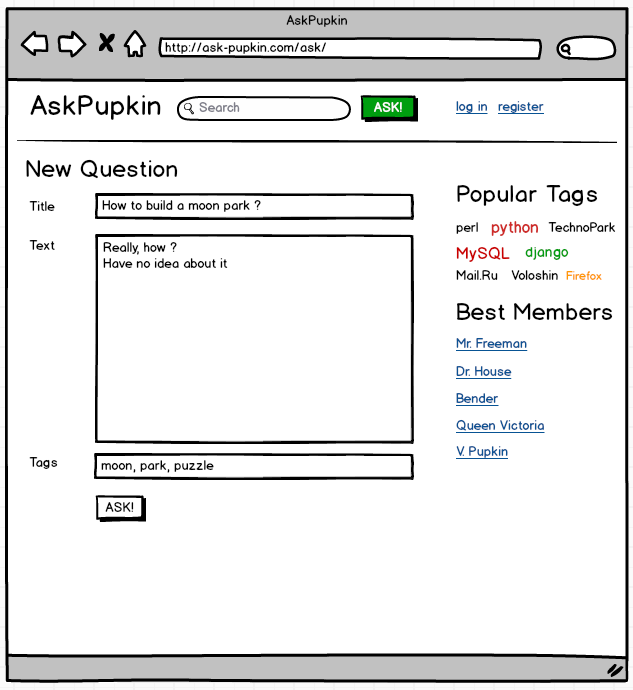 AskPupkin
http://ask-pupkin.com/ask/
AskPupkin
Search
ASK!
log in register
New Question
Title
How to build a moon park ?
Text
Really, how ?
Have no idea about it
Tags
moon, park, puzzle
ASK!
Popular Tags
perl python TechnoPark
MySQL django
Mail.Ru Voloshin Firefox
Best Members
Mr. Freeman
Dr. House
Bender
Queen Victoria
V. Pupkin